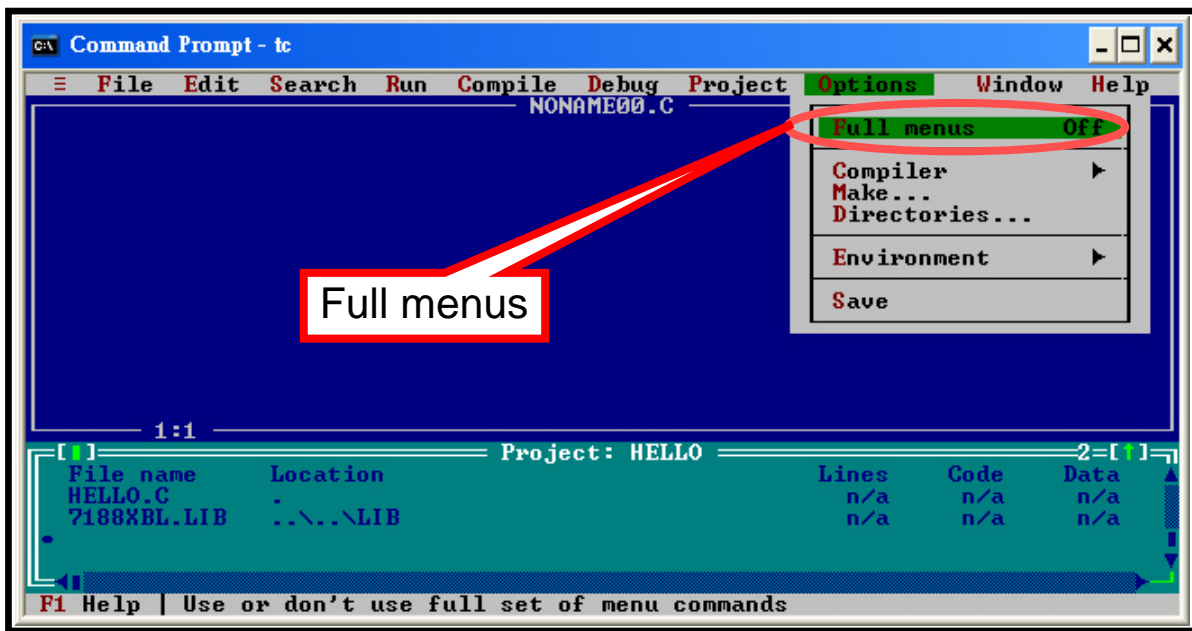 Command Prompt - tc
≡ File Edit Search Run Compile Debug Project Options Window Help
NONAME00.C
Full menus Off
Compiler ►
Make...
Directories...
Environment ►
Save
Full menus
1:1
[▮] Project: HELLO 2=[↑]
File name Location Lines Code Data
HELLO.C . n/a n/a n/a
7188XBL.LIB ..\..\LIB n/a n/a n/a
F1 Help | Use or don't use full set of menu commands